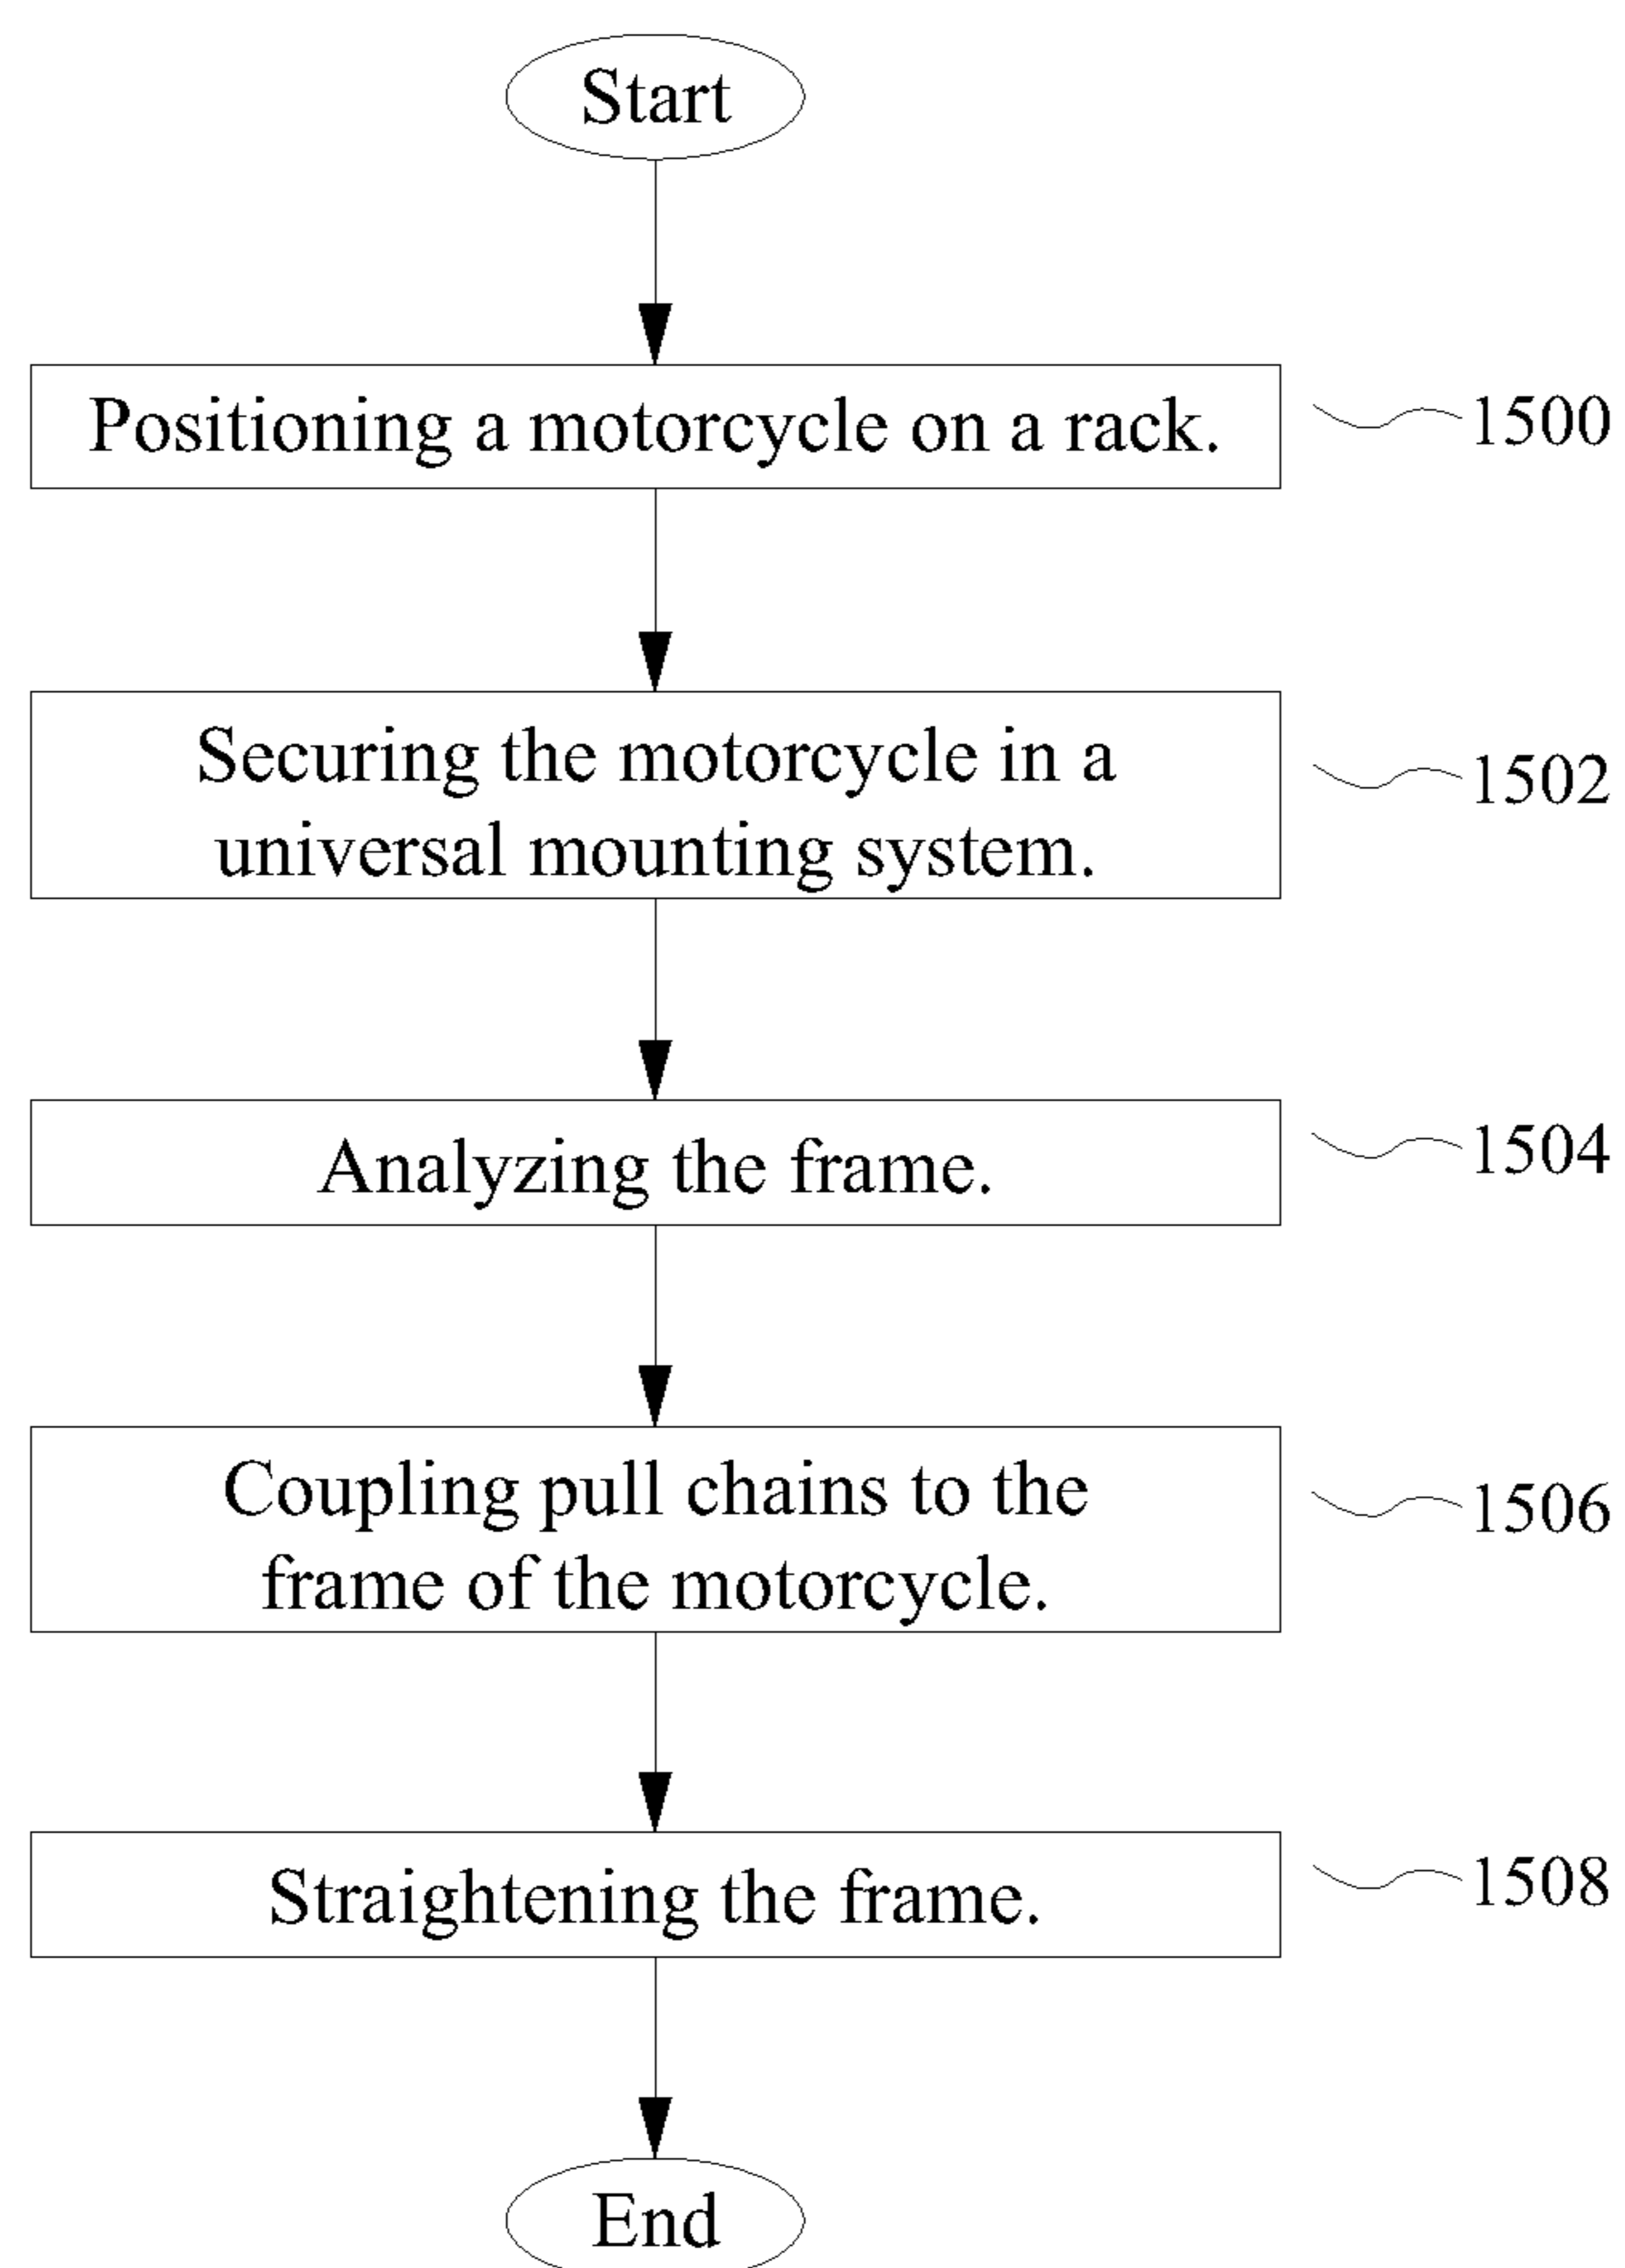 Start
Positioning a motorcycle on a rack.
1500
Securing the motorcycle in a
universal mounting system.
1502
Analyzing the frame.
1504
Coupling pull chains to the
frame of the motorcycle.
1506
Straightening the frame.
1508
End